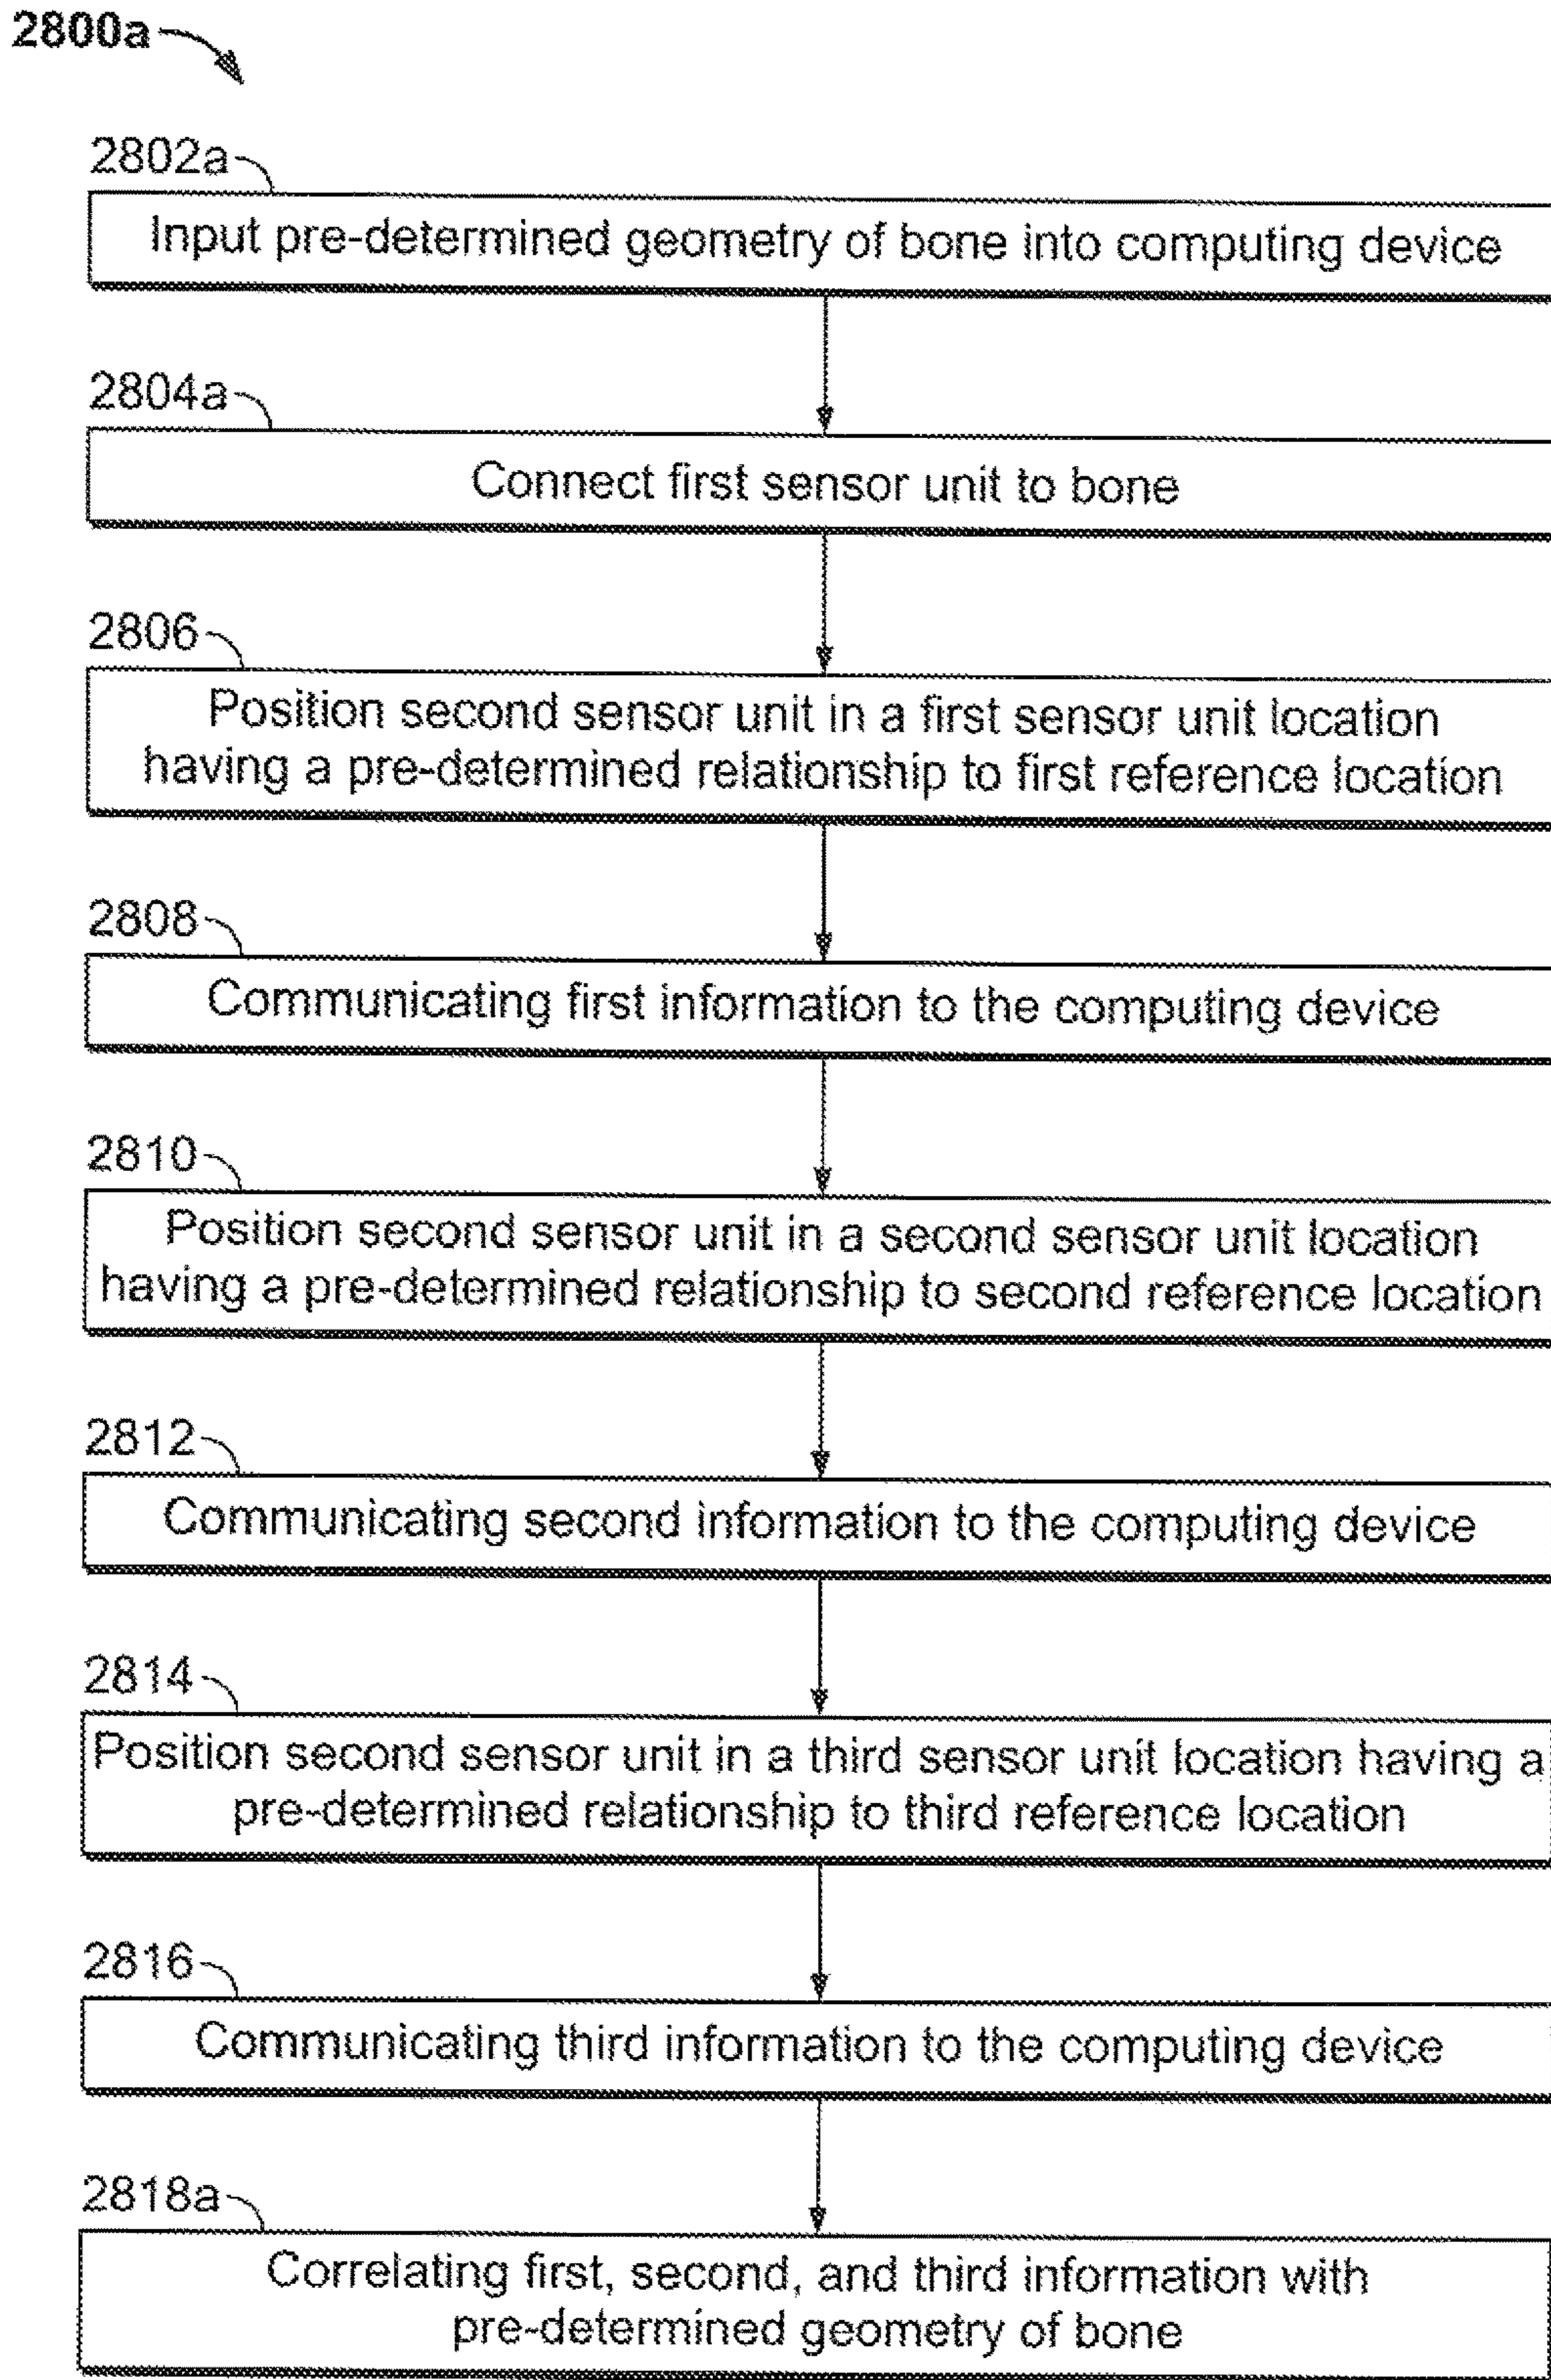 2800a
2802a
Input pre-determined geometry of bone into computing device
2804a
Connect first sensor unit to bone
2806
Position second sensor unit in a first sensor unit location
having a pre-determined relationship to first reference location
2808
Communicating first information to the computing device
2810
Position second sensor unit in a second sensor unit location
having a pre-determined relationship to second reference location
2812
Communicating second information to the computing device
2814
Position second sensor unit in a third sensor unit location having a
pre-determined relationship to third reference location
2816
Communicating third information to the computing device
2818a
Correlating first, second, and third information with
pre-determined geometry of bone